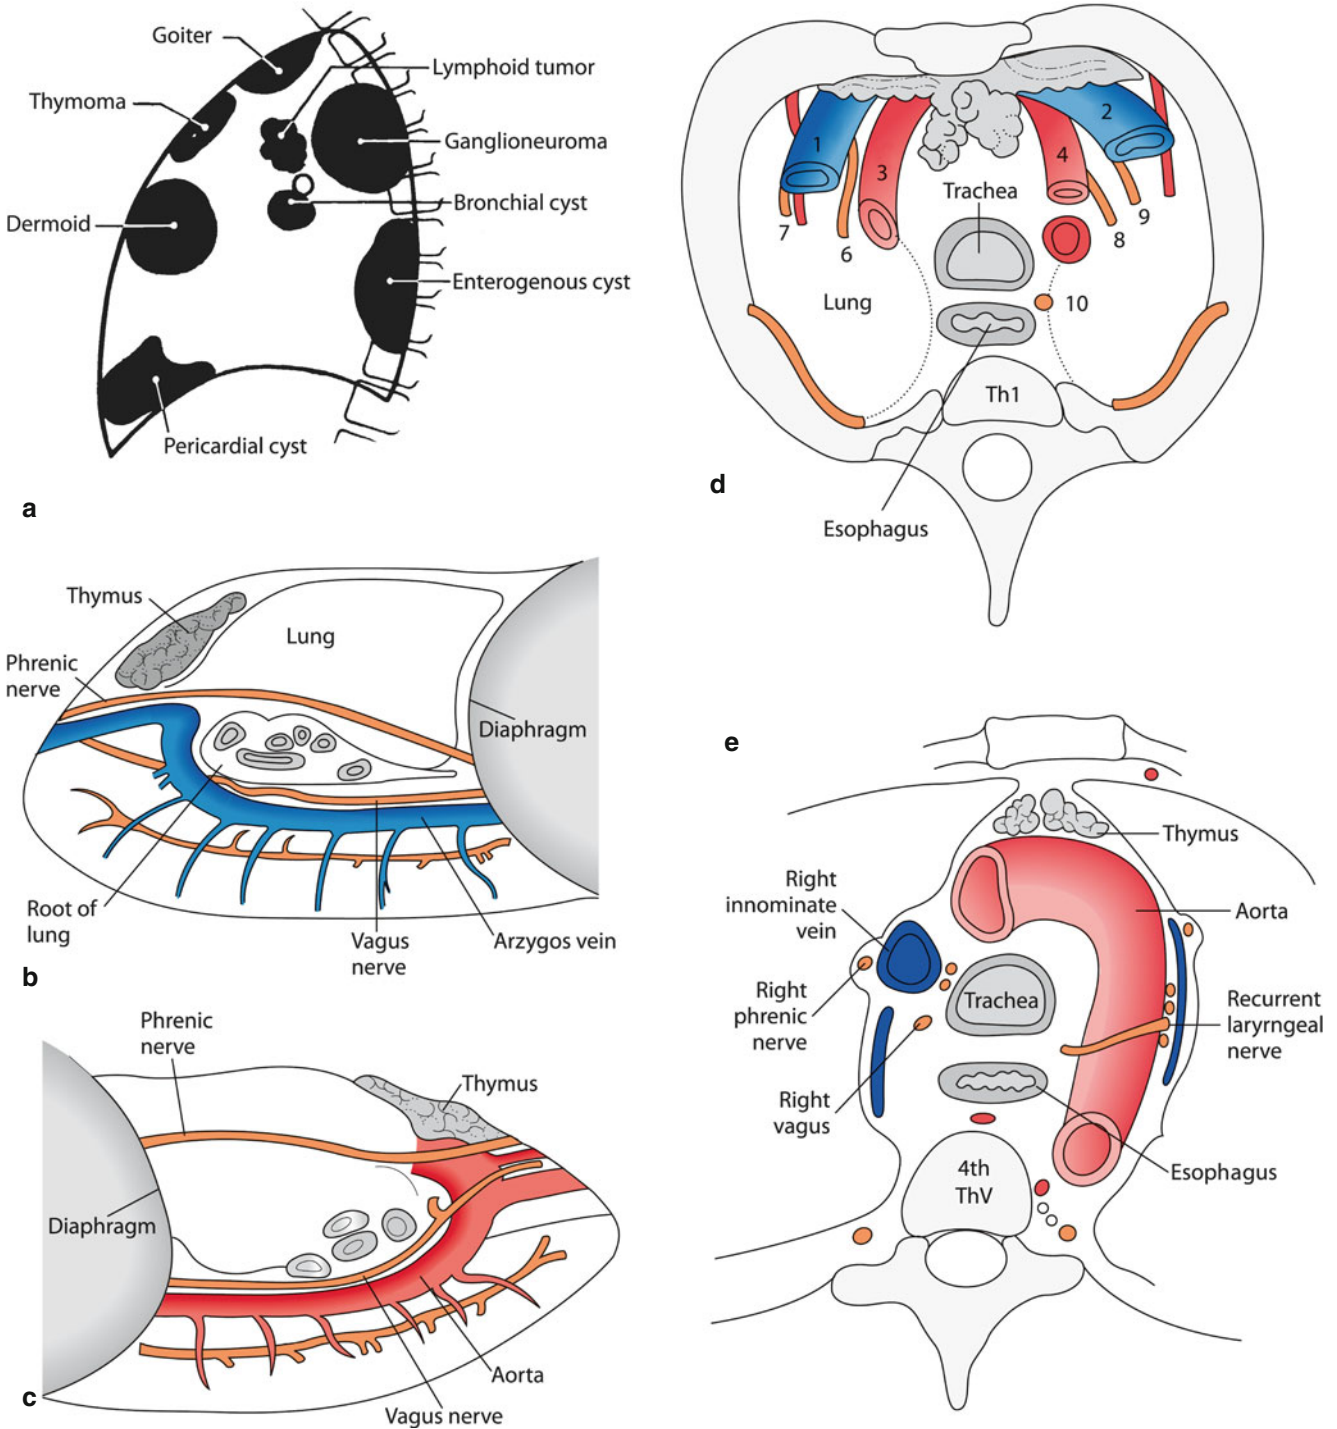 Goiter
Lymphoid tumor
Thymoma
Ganglioneuroma
Bronchial cyst
Dermoid
Enterogenous cyst
Pericardial cyst
a
2
1
3
4
Trachea
9
7
8
6
Lung
10
Th1
d
Esophagus
Thymus
Lung
Phrenic
nerve
Diaphragm
Root of
lung
Vagus
nerve
Arzygos vein
b
Phrenic
nerve
Thymus
Diaphragm
Aorta
Vagus nerve
c
e
Thymus
Right
innominate
vein
Aorta
Right
phrenic
nerve
Trachea
Recurrent
laryngeal
nerve
Right
vagus
Esophagus
4th
ThV